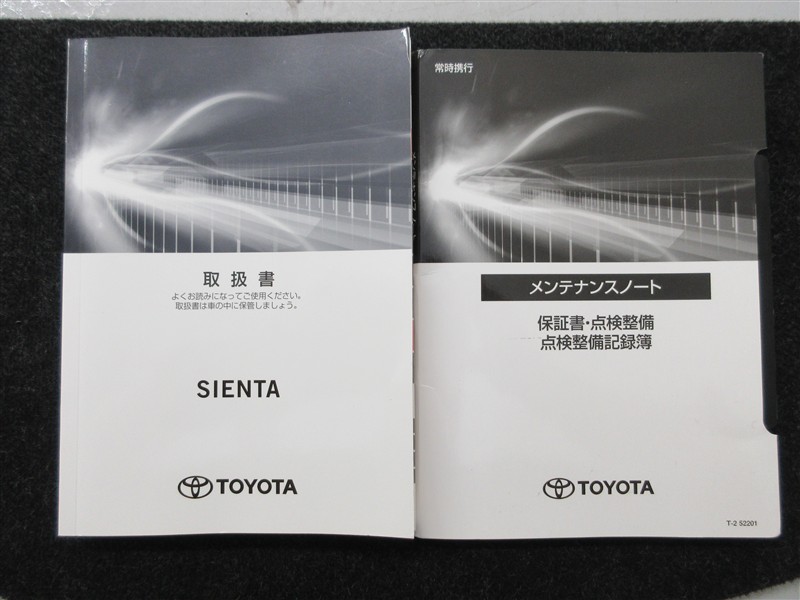 取扱書
よくお読みになってご使用ください。
取扱書は車の中に保管しましょう。
SIENTA
TOYOTA
常時携行
メンテナンスノート
保証書・点検整備
点検整備記録簿
TOYOTA
T-2 52201